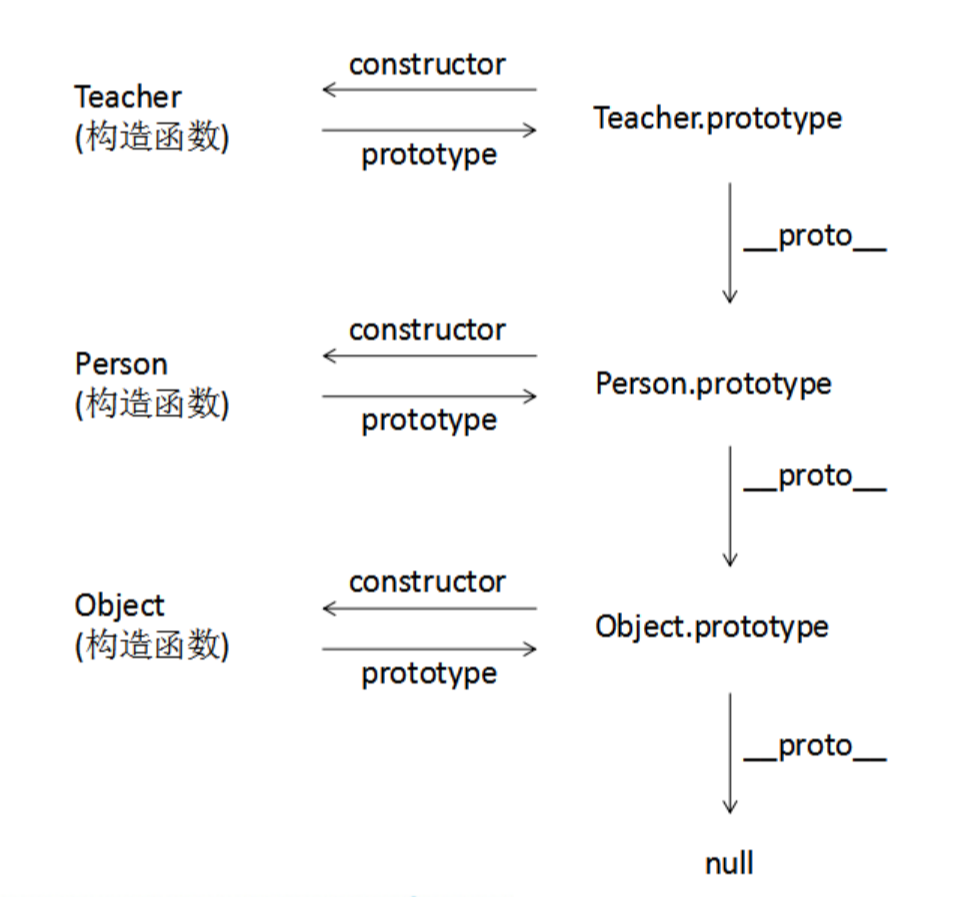 constructor
Teacher
(构造函数)
Teacher.prototype
prototype
__proto__
constructor
Person
(构造函数)
Person.prototype
prototype
__proto__
constructor
Object
(构造函数)
Object.prototype
prototype
__proto__
null